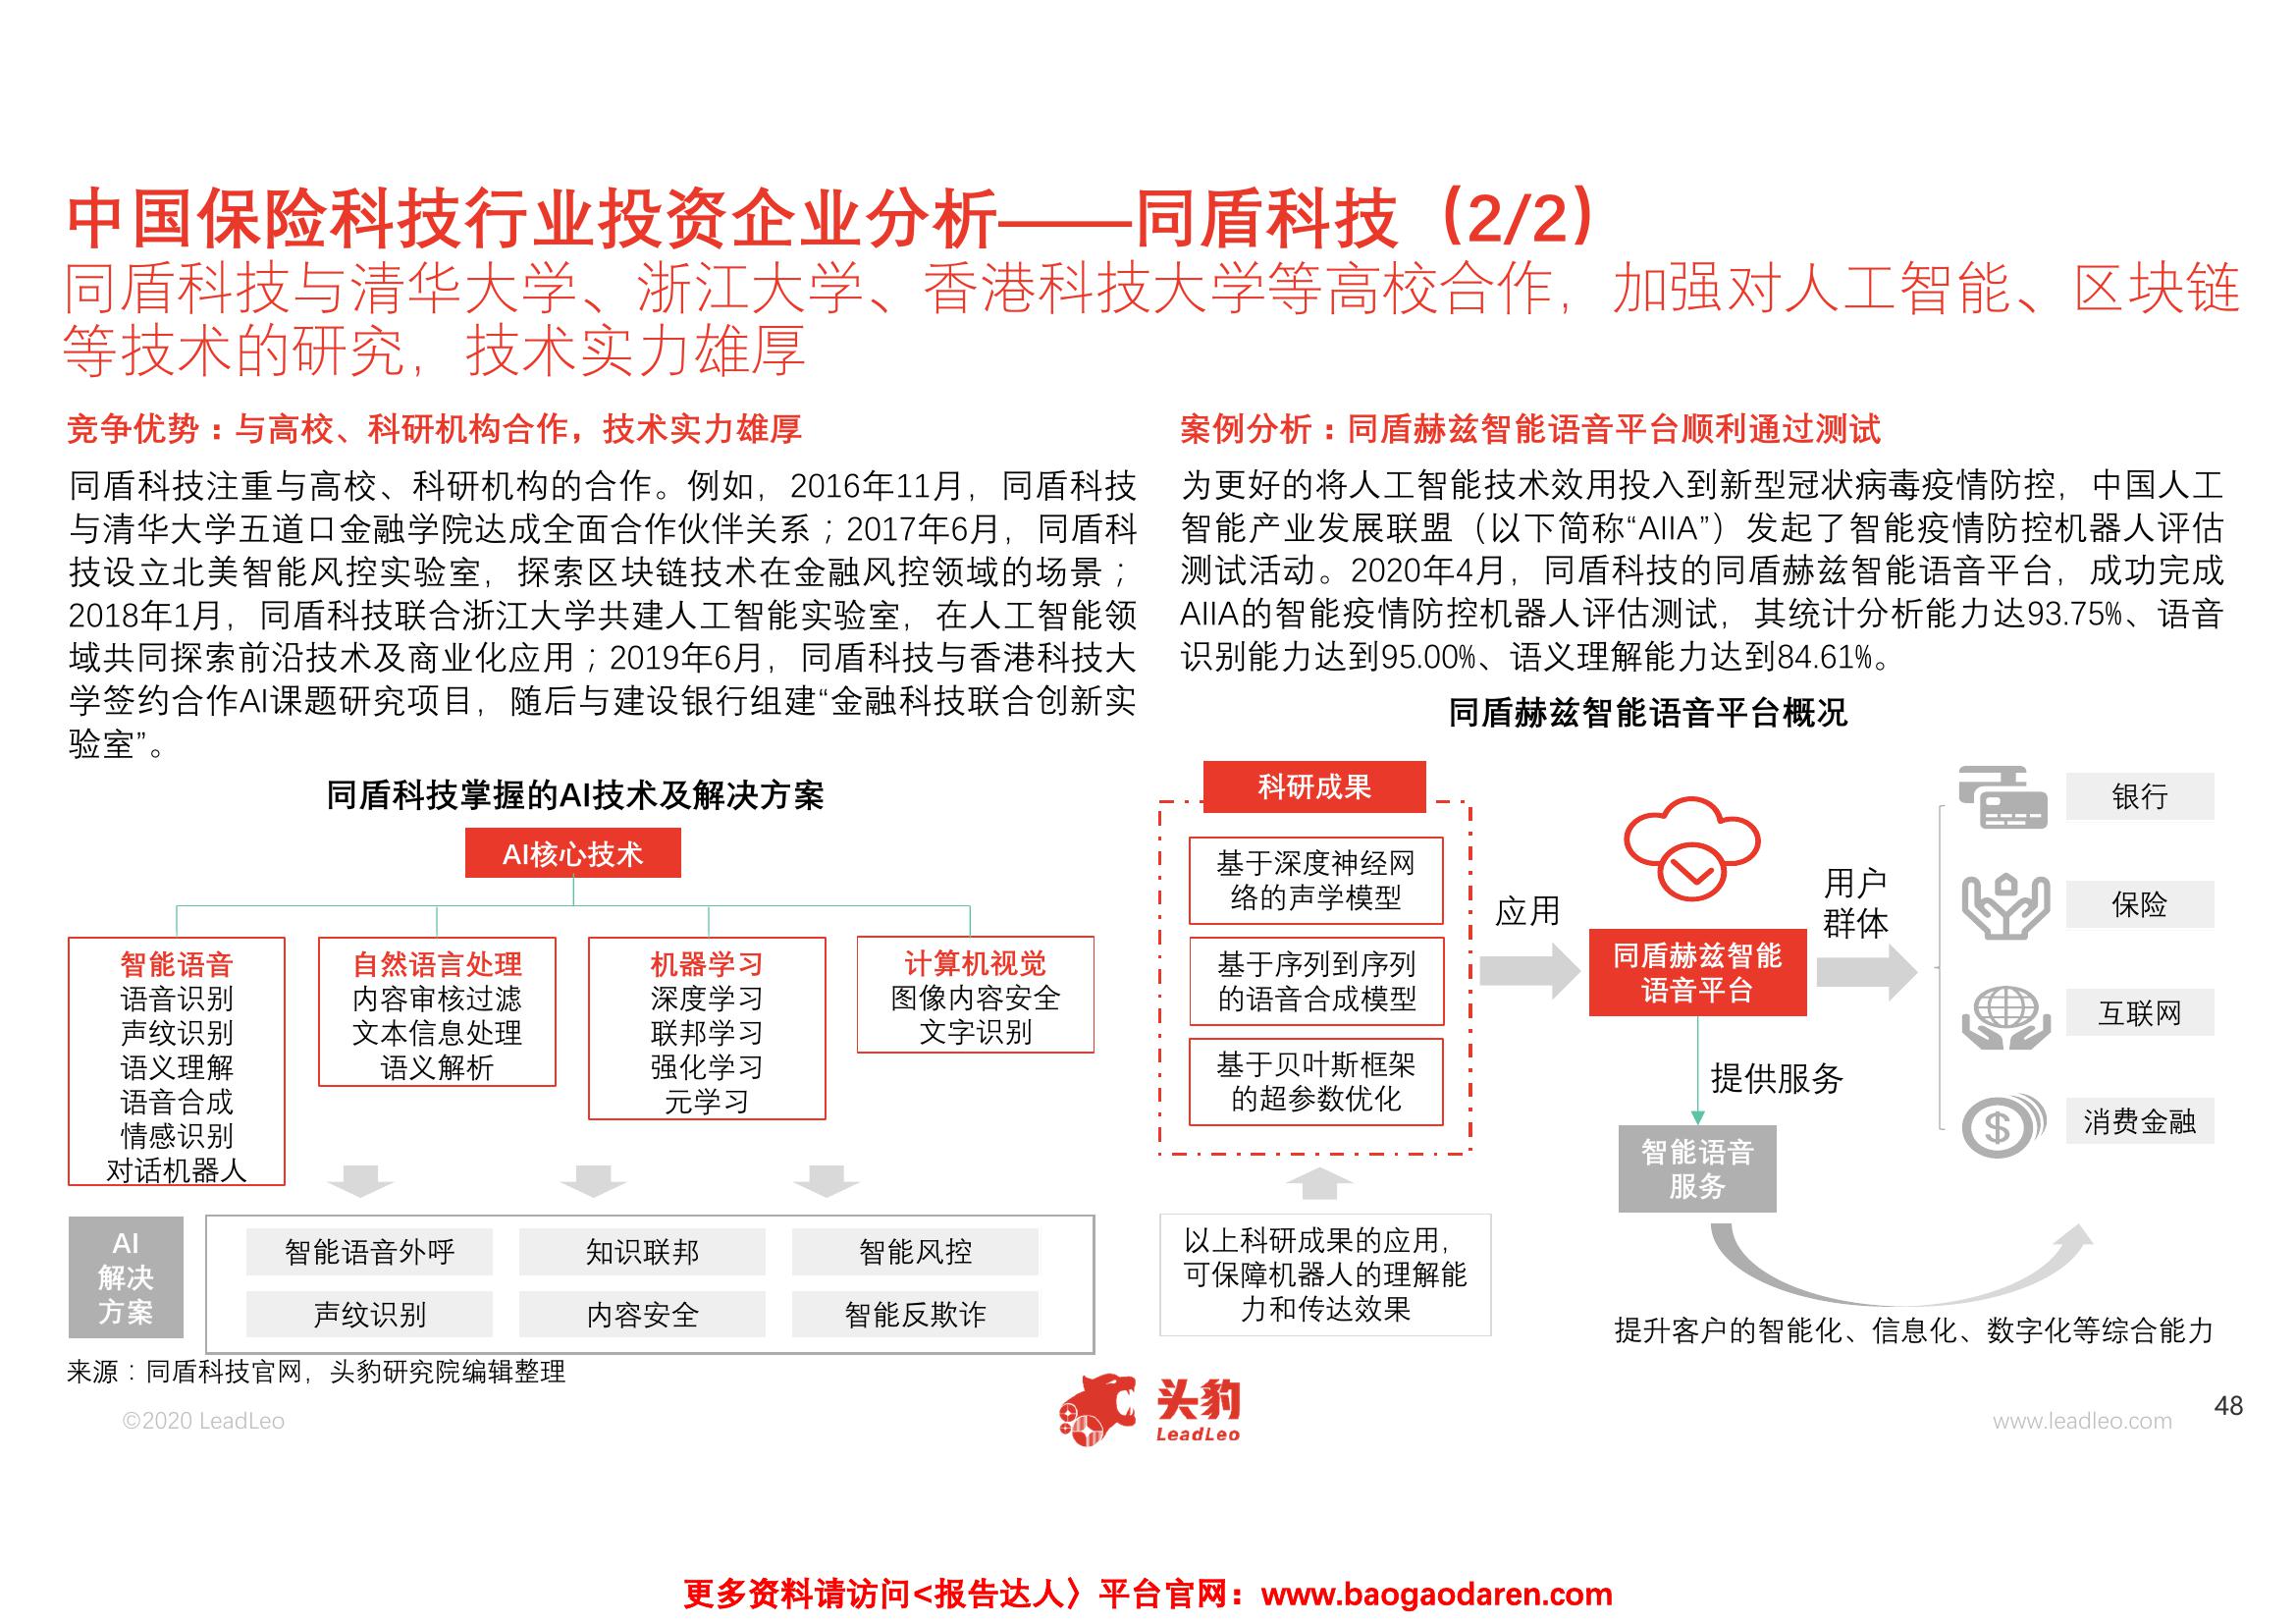 中国保险科技行业投资企业分析——同盾科技（2/2）
同盾科技与清华大学、浙江大学、香港科技大学等高校合作，加强对人工智能、区块链
等技术的研究，技术实力雄厚
竞争优势：与高校、科研机构合作，技术实力雄厚
同盾科技注重与高校、科研机构的合作。例如，2016年11月，同盾科技
与清华大学五道口金融学院达成全面合作伙伴关系；2017年6月，同盾科
技设立北美智能风控实验室，探索区块链技术在金融风控领域的场景；
2018年1月，同盾科技联合浙江大学共建人工智能实验室，在人工智能领
域共同探索前沿技术及商业化应用；2019年6月，同盾科技与香港科技大
学签约合作AI课题研究项目，随后与建设银行组建“金融科技联合创新实
验室”。
同盾科技掌握的AI技术及解决方案
AI核心技术
智能语音
语音识别
声纹识别
语义理解
语音合成
情感识别
对话机器人
自然语言处理
内容审核过滤
文本信息处理
语义解析
机器学习
深度学习
联邦学习
强化学习
元学习
计算机视觉
图像内容安全
文字识别
AI
解决
方案
智能语音外呼
知识联邦
智能风控
声纹识别
内容安全
智能反欺诈
来源：同盾科技官网，头豹研究院编辑整理
案例分析：同盾赫兹智能语音平台顺利通过测试
为更好的将人工智能技术效用投入到新型冠状病毒疫情防控，中国人工
智能产业发展联盟（以下简称“AIIA”）发起了智能疫情防控机器人评估
测试活动。2020年4月，同盾科技的同盾赫兹智能语音平台，成功完成
AIIA的智能疫情防控机器人评估测试，其统计分析能力达93.75%、语音
识别能力达到95.00%、语义理解能力达到84.61%。
同盾赫兹智能语音平台概况
科研成果
基于深度神经网
络的声学模型
基于序列到序列
的语音合成模型
基于贝叶斯框架
的超参数优化
以上科研成果的应用，
可保障机器人的理解能
力和传达效果
应用
同盾赫兹智能
语音平台
用户
群体
提供服务
智能语音
服务
银行
保险
互联网
$
消费金融
提升客户的智能化、信息化、数字化等综合能力
©2020 LeadLeo
头豹
LeadLeo
www.leadleo.com
48
更多资料请访问<报告达人〉平台官网：www.baogaodaren.com